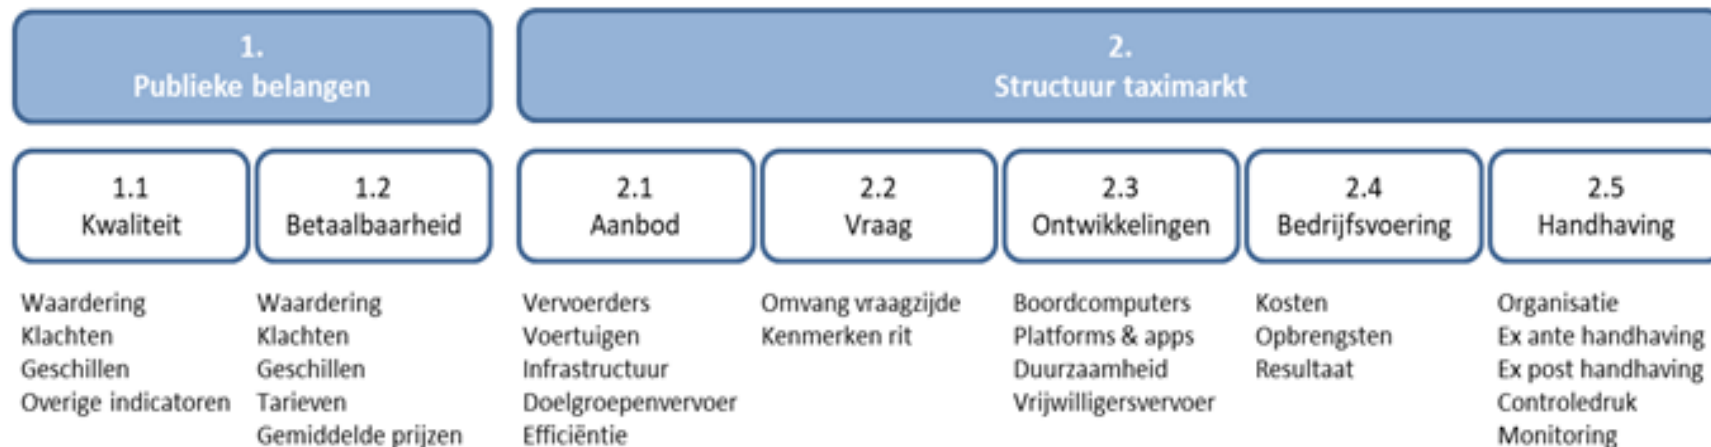 1.
Publieke belangen
2.
Structuur taximarkt
1.1
Kwaliteit
1.2
Betaalbaarheid
2.1
Aanbod
2.2
Vraag
2.3
Ontwikkelingen
2.4
Bedrijfsvoering
2.5
Handhaving
Waardering
Klachten
Geschillen
Overige indicatoren
Waardering
Klachten
Geschillen
Tarieven
Gemiddelde prijzen
Vervoerders
Voertuigen
Infrastructuur
Doelgroepenvervoer
Efficiëntie
Omvang vraagzijde
Kenmerken rit
Boordcomputers
Platforms & apps
Duurzaamheid
Vrijwilligersvervoer
Kosten
Opbrengsten
Resultaat
Organisatie
Ex ante handhaving
Ex post handhaving
Controledruk
Monitoring